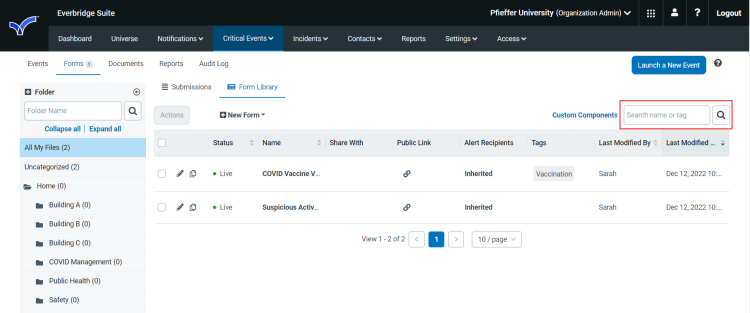 Everbridge Suite
Pfieffer University (Organization Admin)
?
Logout
Dashboard Universe Notifications Critical Events Incidents Contacts Reports Settings Access
Events Forms 1 Documents Reports Audit Log
Launch a New Event
?
Folder
Folder Name
Collapse all | Expand all
All My Files (2)
Uncategorized (2)
Home (0)
Building A (0)
Building B (0)
Building C (0)
COVID Management (0)
Public Health (0)
Safety (0)
Submissions Form Library
Actions New Form Custom Components Search name or tag
Status Name Share With Public Link Alert Recipients Tags Last Modified By Last Modified ...
Live COVID Vaccine V... Inherited Vaccination Sarah Dec 12, 2022 10:...
Live Suspicious Activ... Inherited Sarah Dec 12, 2022 10:...
View 1 - 2 of 2 < 1 > 10 / page